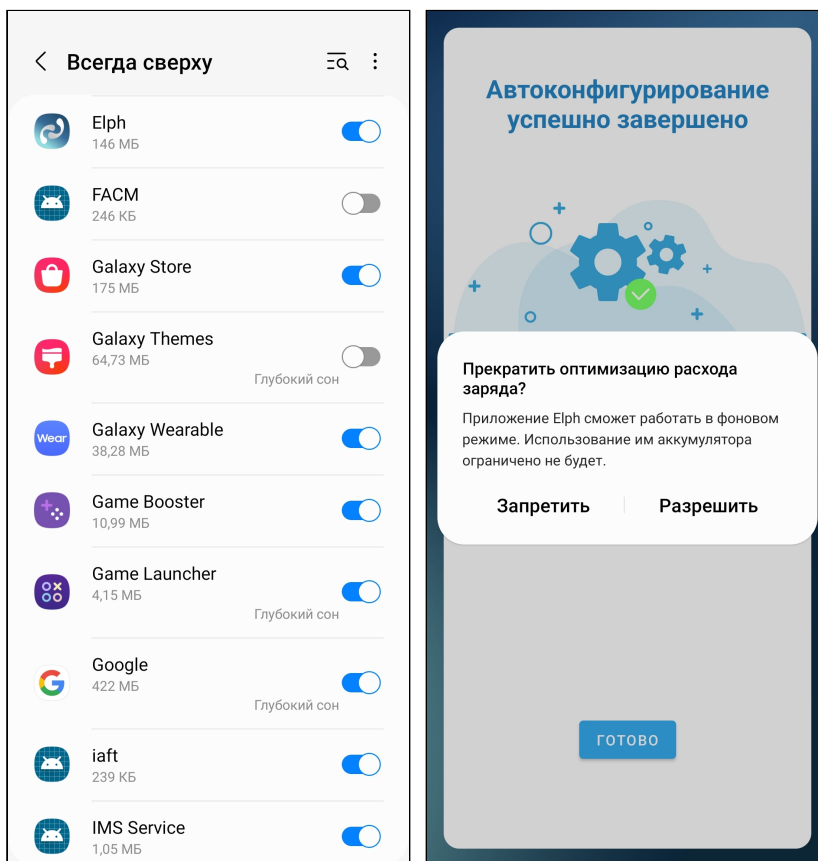 Всегда сверху
Elph
146 МБ
FACM
246 КБ
Galaxy Store
175 МБ
Galaxy Themes
64,73 МБ
Глубокий сон
Wear
Galaxy Wearable
38,28 МБ
Game Booster
10,99 МБ
Game Launcher
4,15 МБ
Глубокий сон
Google
422 МБ
Глубокий сон
iaft
239 КБ
IMS Service
1,05 МБ
Автоконфигурирование
успешно завершено
Прекратить оптимизацию расхода
заряда?
Приложение Elph сможет работать в фоновом
режиме. Использование им аккумулятора
ограничено не будет.
Запретить Разрешить
ГОТОВО